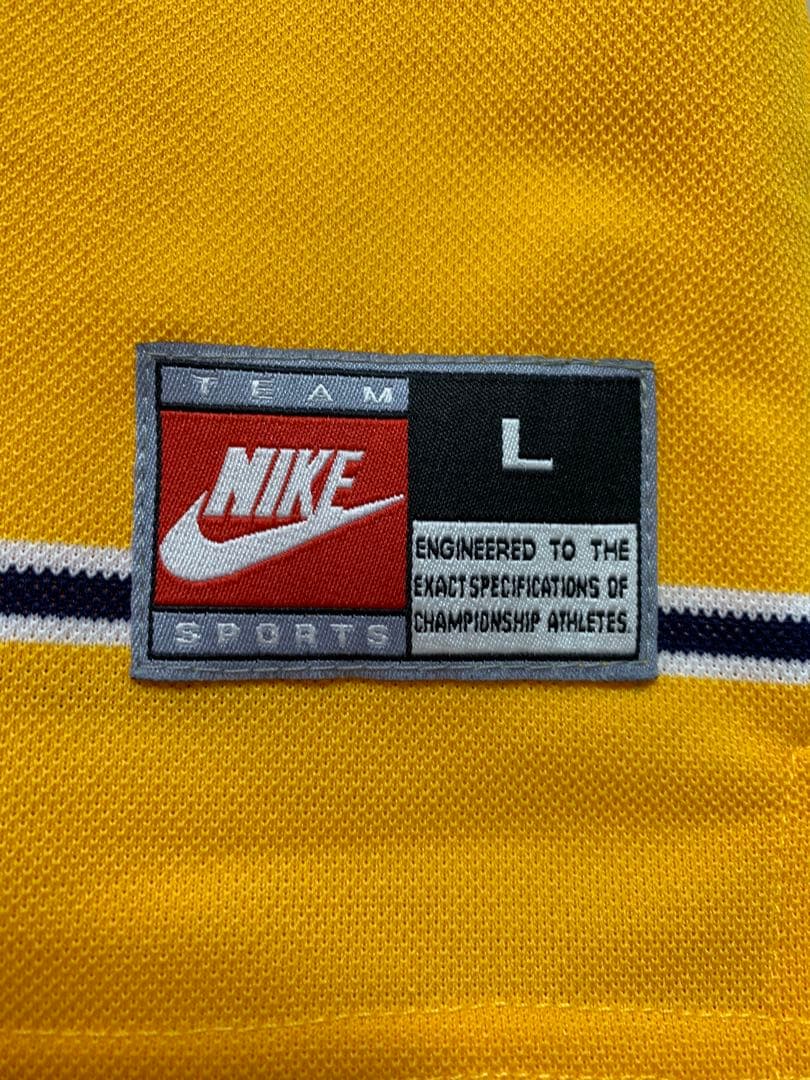 TEAM
NIKE
SPORTS
L
ENGINEERED TO THE
EXACT SPECIFICATIONS OF
CHAMPIONSHIP ATHLETES.